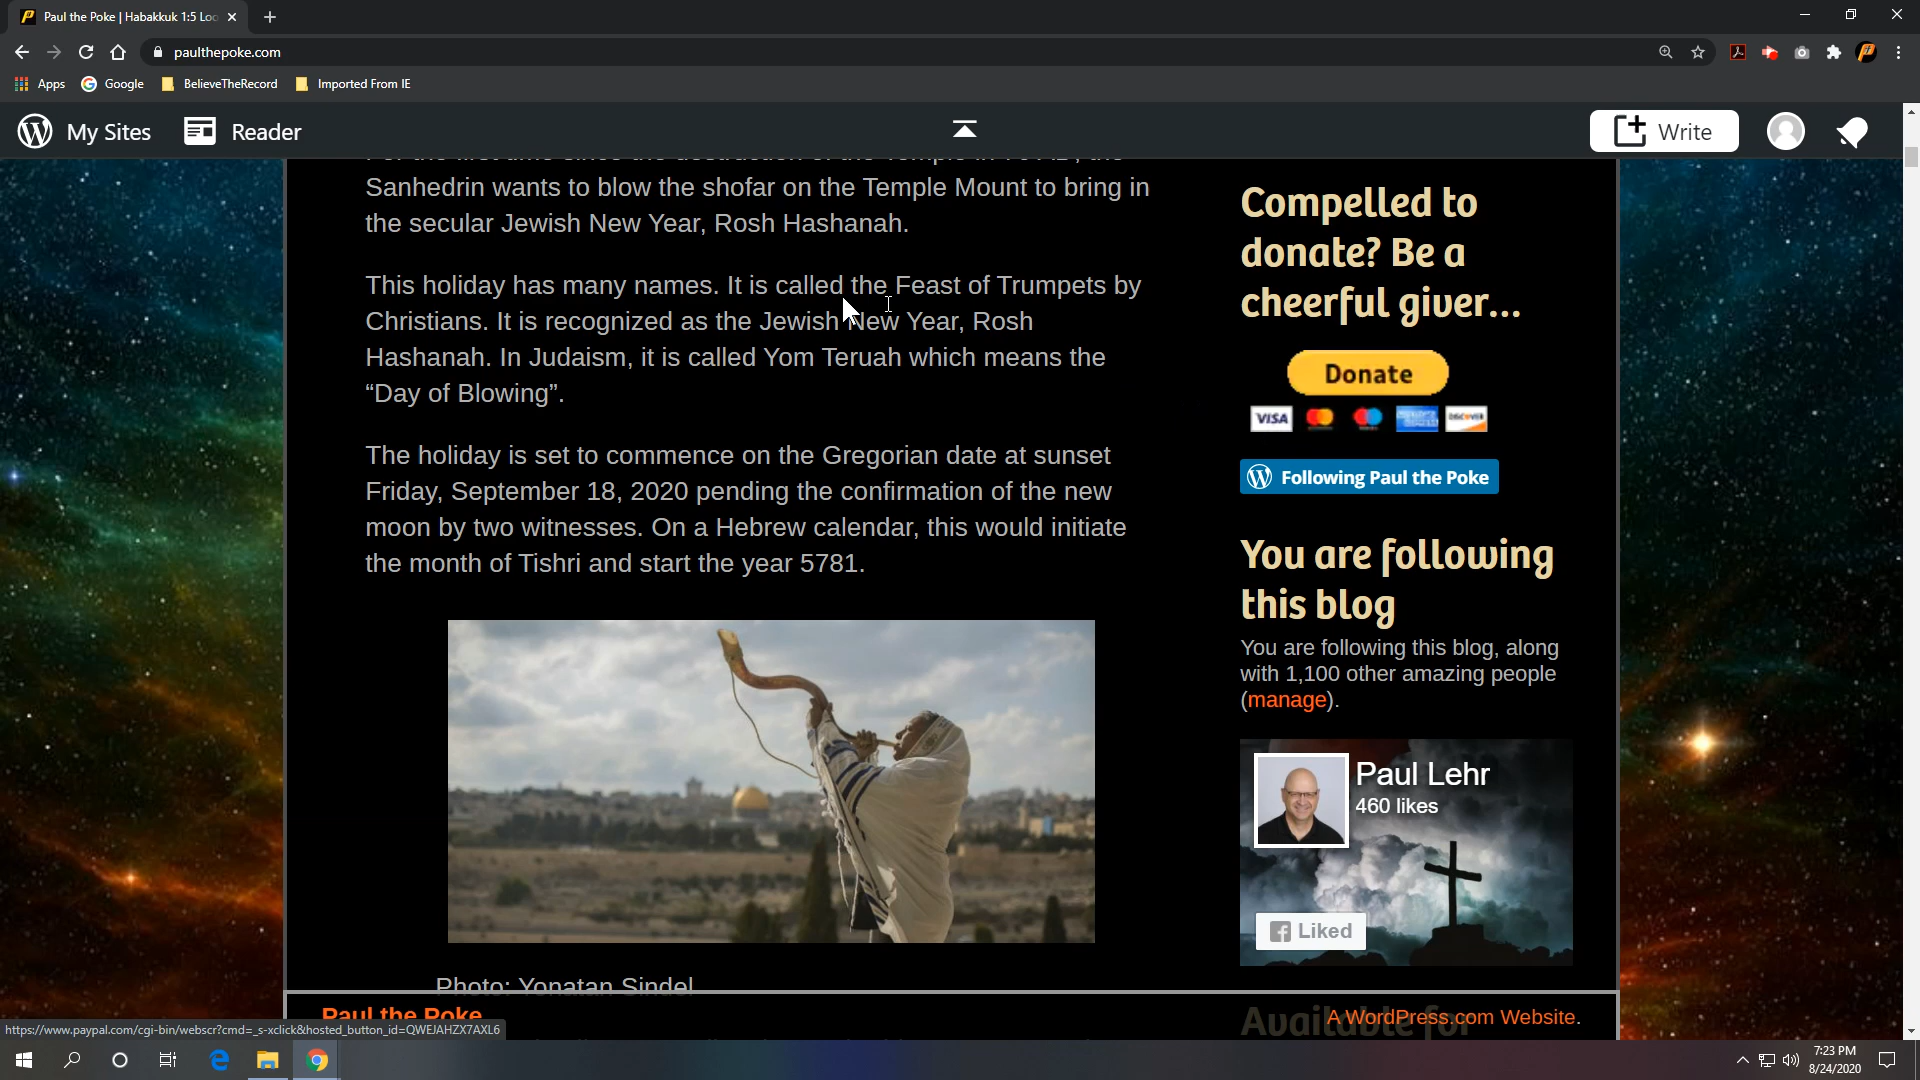 Paul the Poke | Habakkuk 1:5 Loo
paulthepoke.com
Apps
Google
BelieveTheRecord
Imported From IE
My Sites
Reader
Write
Sanhedrin wants to blow the shofar on the Temple Mount to bring in
the secular Jewish New Year, Rosh Hashanah.
This holiday has many names. It is called the Feast of Trumpets by
Christians. It is recognized as the Jewish New Year, Rosh
Hashanah. In Judaism, it is called Yom Teruah which means the
“Day of Blowing”.
The holiday is set to commence on the Gregorian date at sunset
Friday, September 18, 2020 pending the confirmation of the new
moon by two witnesses. On a Hebrew calendar, this would initiate
the month of Tishri and start the year 5781.
Photo: Yonatan Sindel
Compelled to
donate? Be a
cheerful giver...
Donate
VISA
DISCOVER
Following Paul the Poke
You are following
this blog
You are following this blog, along
with 1,100 other amazing people
(manage).
Paul Lehr
460 likes
Liked
Available for
Paul the Poke
A WordPress.com Website.
https://www.paypal.com/cgi-bin/webscr?cmd=_s-xclick&hosted_button_id=QWEJAHZX7AXL6
7:23 PM
8/24/2020